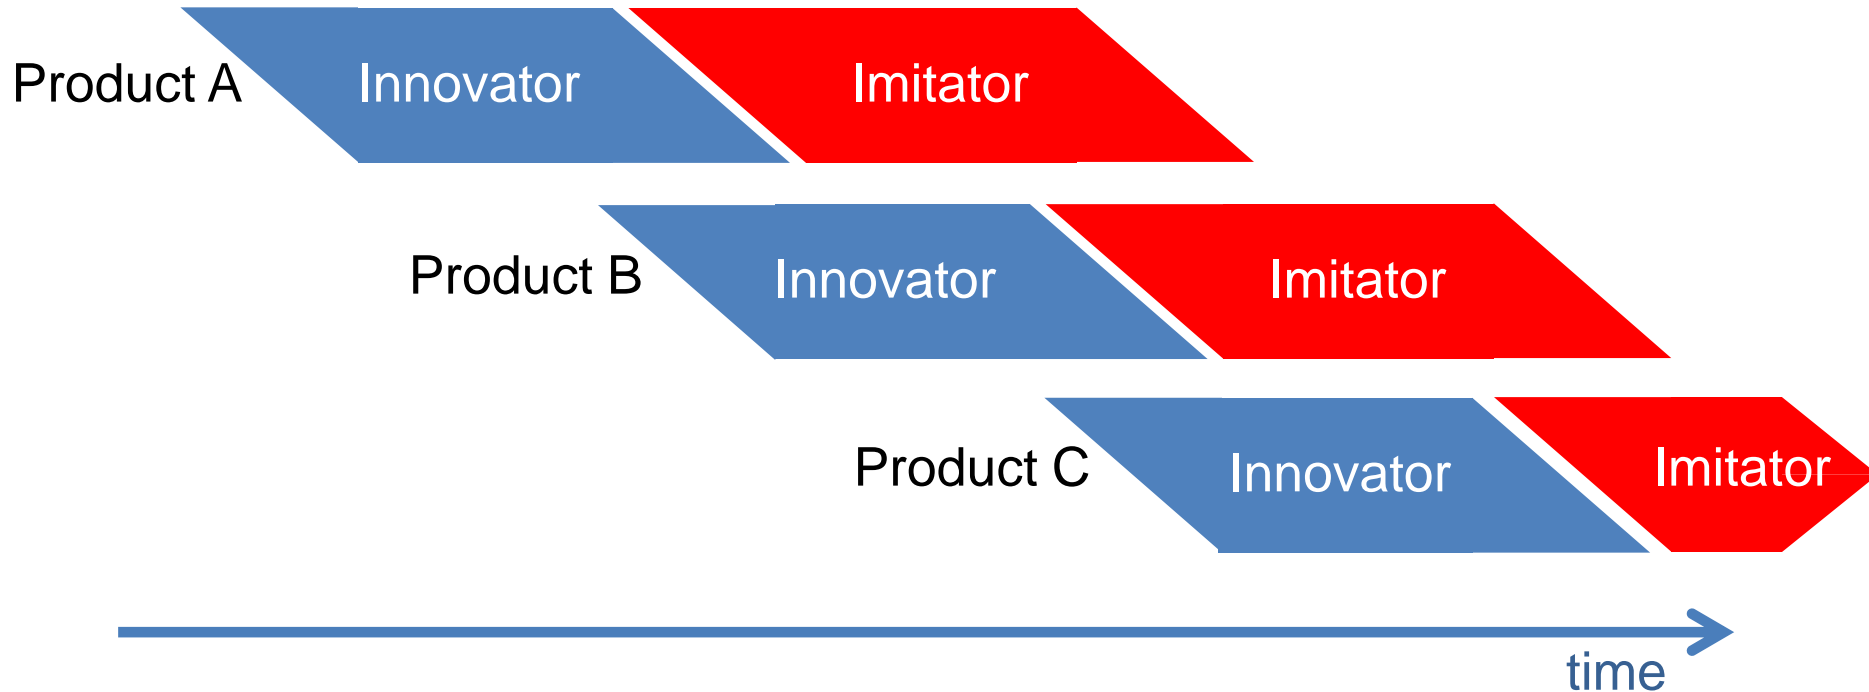 Product A Innovator Imitator
Product B Innovator Imitator
Product C Innovator Imitator
time